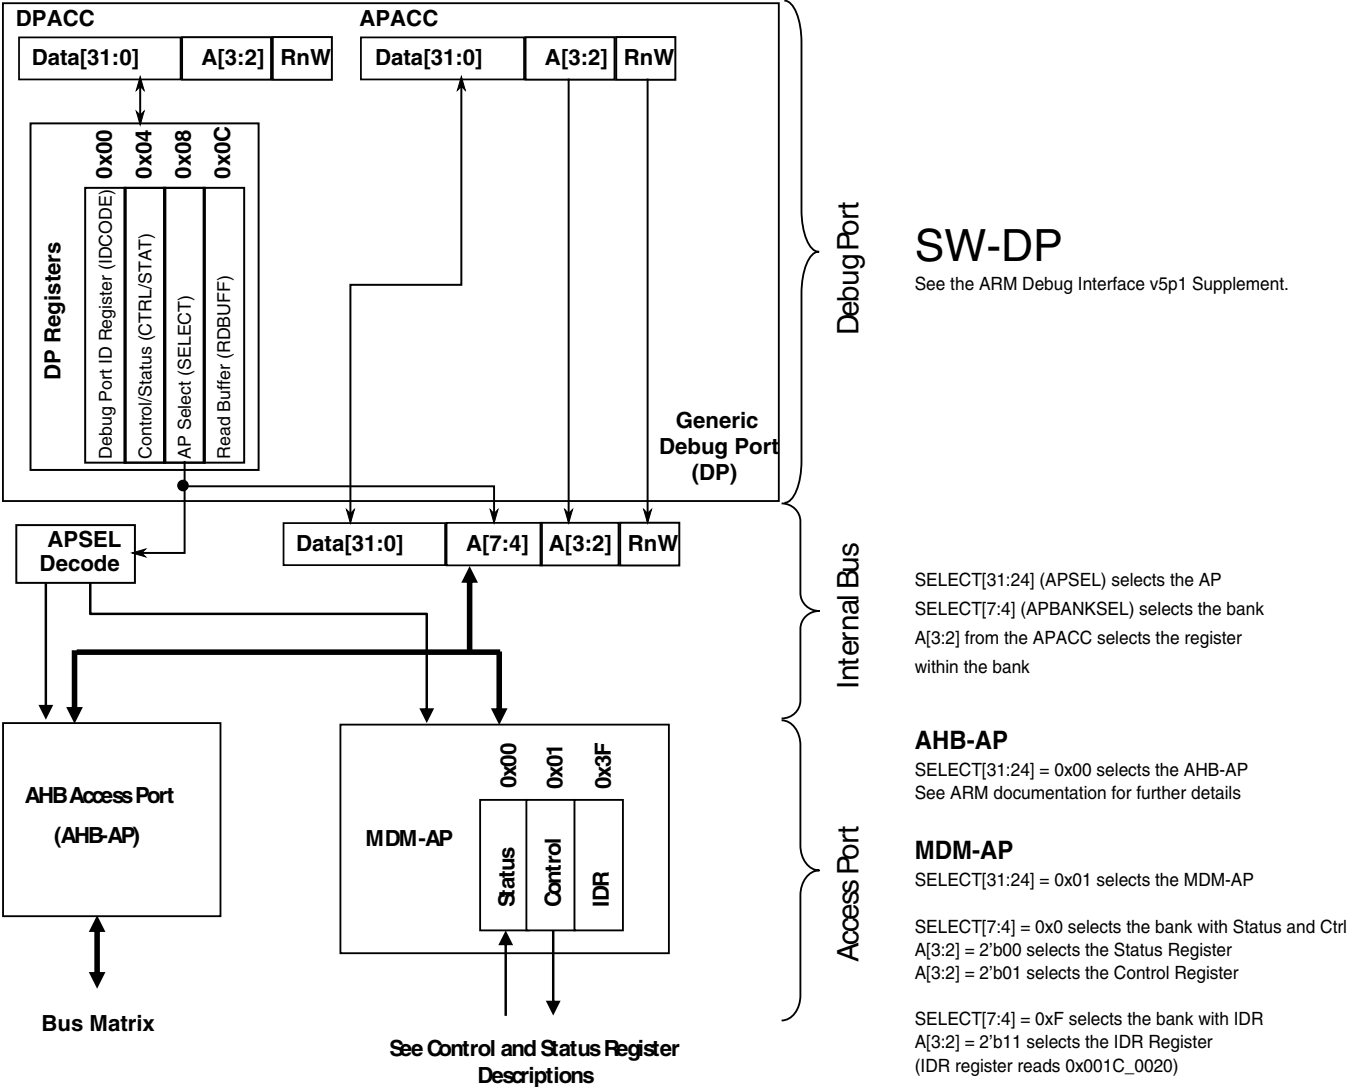 DPACC
APACC
Data[31:0] A[3:2] RnW
Data[31:0] A[3:2] RnW
0x00
0x04
0x08
0x0C
DP Registers
Debug Port ID Register (IDCODE)
Control/Status (CTRL/STAT)
AP Select (SELECT)
Read Buffer (RDBUFF)
Generic
Debug Port
(DP)
Debug Port
SW-DP
See the ARM Debug Interface v5p1 Supplement.
APSEL
Decode
Data[31:0] A[7:4] A[3:2] RnW
Internal Bus
SELECT[31:24] (APSEL) selects the AP
SELECT[7:4] (APBANKSEL) selects the bank
A[3:2] from the APACC selects the register
within the bank
AHB Access Port
(AHB-AP)
Bus Matrix
MDM-AP
0x00
0x01
0x3F
Status
Control
IDR
See Control and Status Register
Descriptions
Access Port
AHB-AP
SELECT[31:24] = 0x00 selects the AHB-AP
See ARM documentation for further details
MDM-AP
SELECT[31:24] = 0x01 selects the MDM-AP
SELECT[7:4] = 0x0 selects the bank with Status and Ctrl
A[3:2] = 2'b00 selects the Status Register
A[3:2] = 2'b01 selects the Control Register
SELECT[7:4] = 0xF selects the bank with IDR
A[3:2] = 2'b11 selects the IDR Register
(IDR register reads 0x001C_0020)